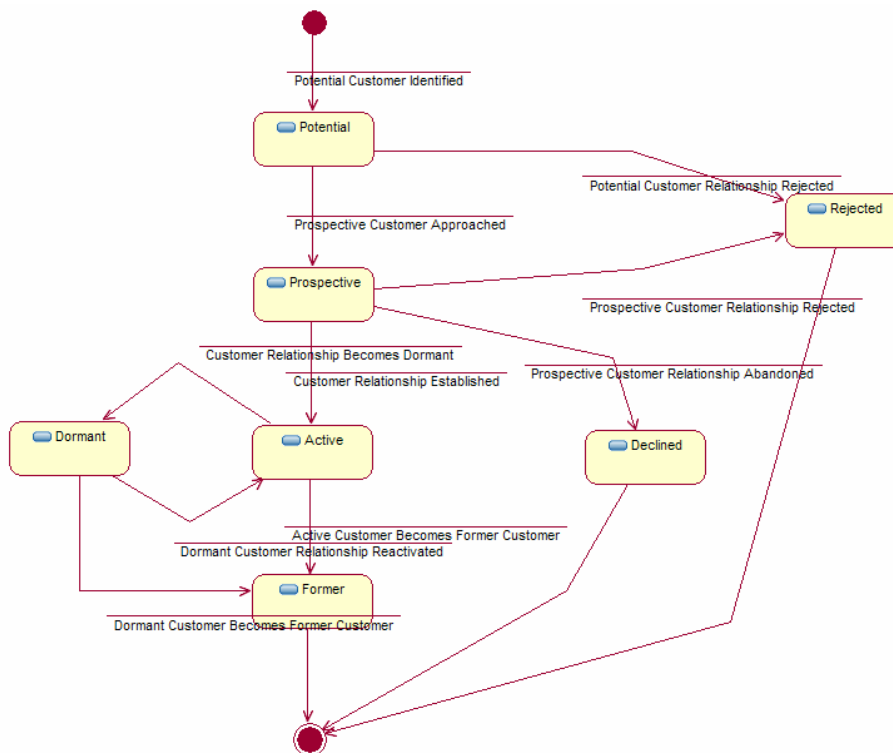 Potential Customer Identified
Potential
Potential Customer Relationship Rejected
Rejected
Prospective Customer Approached
Prospective
Prospective Customer Relationship Rejected
Customer Relationship Becomes Dormant
Prospective Customer Relationship Abandoned
Customer Relationship Established
Dormant
Active
Declined
Active Customer Becomes Former Customer
Dormant Customer Relationship Reactivated
Former
Dormant Customer Becomes Former Customer